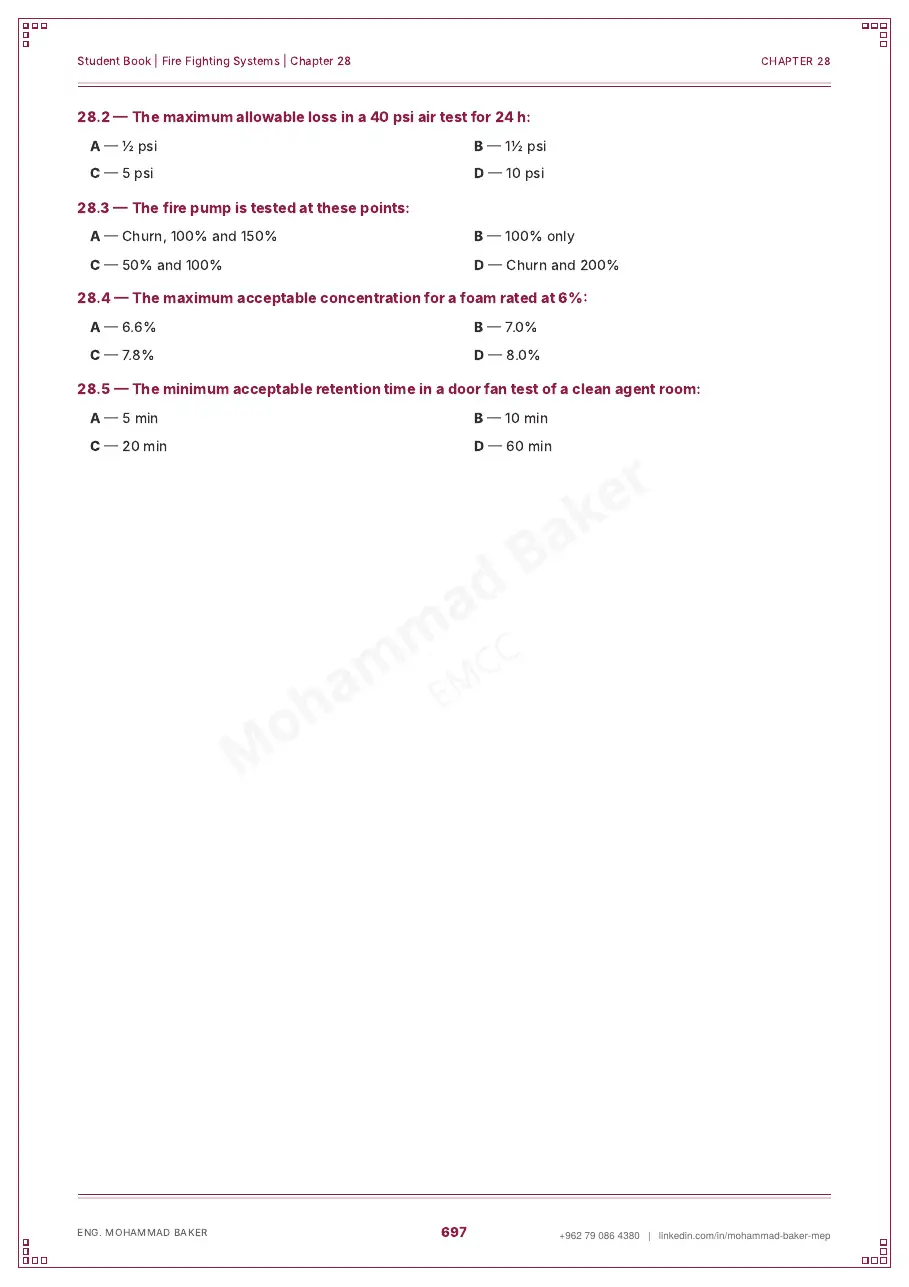 Student Book | Fire Fighting Systems | Chapter 28 CHAPTER 28
28.2 — The maximum allowable loss in a 40 psi air test for 24 h:
A — ½ psi B — 1½ psi
C — 5 psi D — 10 psi
28.3 — The fire pump is tested at these points:
A — Churn, 100% and 150% B — 100% only
C — 50% and 100% D — Churn and 200%
28.4 — The maximum acceptable concentration for a foam rated at 6%:
A — 6.6% B — 7.0%
C — 7.8% D — 8.0%
28.5 — The minimum acceptable retention time in a door fan test of a clean agent room:
A — 5 min B — 10 min
C — 20 min D — 60 min
Mohammad Baker
EMCC
ENG. MOHAMMAD BAKER 697 +962 79 086 4380 | linkedin.com/in/mohammad-baker-mep